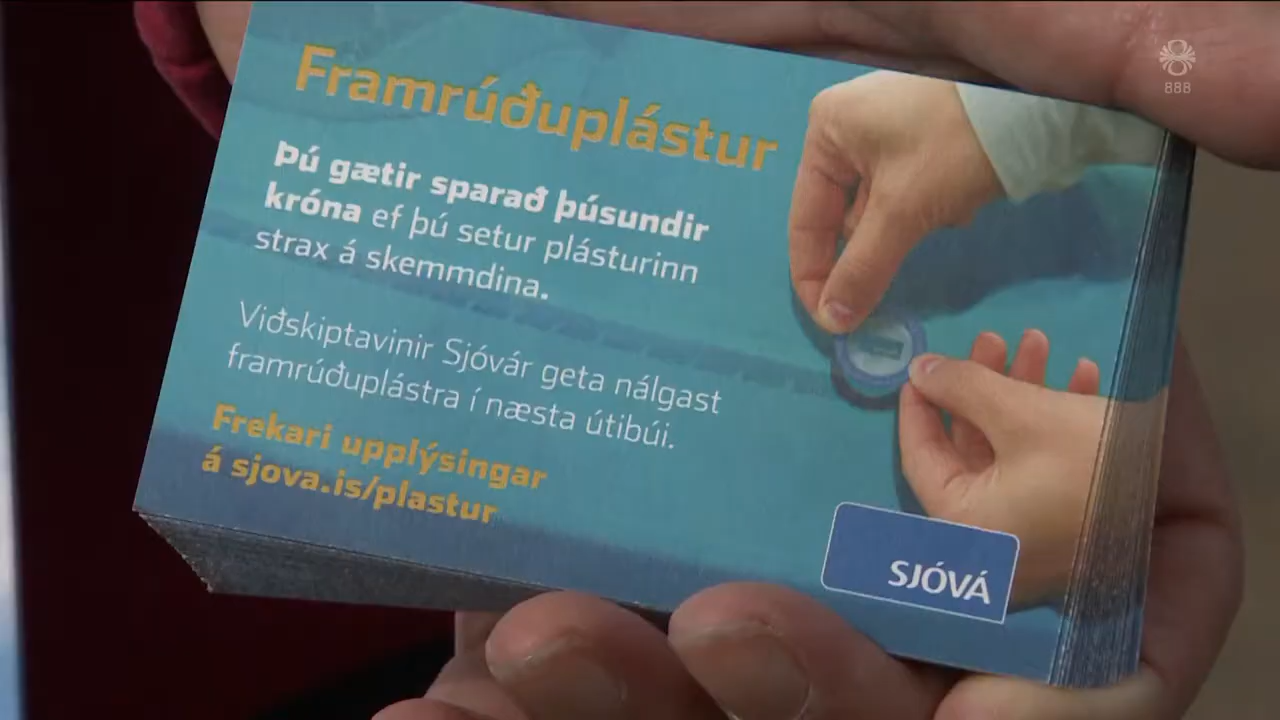 888
Framrúðuplástur
Þú gætir sparað þúsundir
króna ef þú setur plásturinn
strax á skemmdina.
Viðskiptavinir Sjóvár geta nálgast
framrúðuplástra í næsta útibúi.
Frekari upplýsingar
á sjova.is/plastur
SJÓVÁ